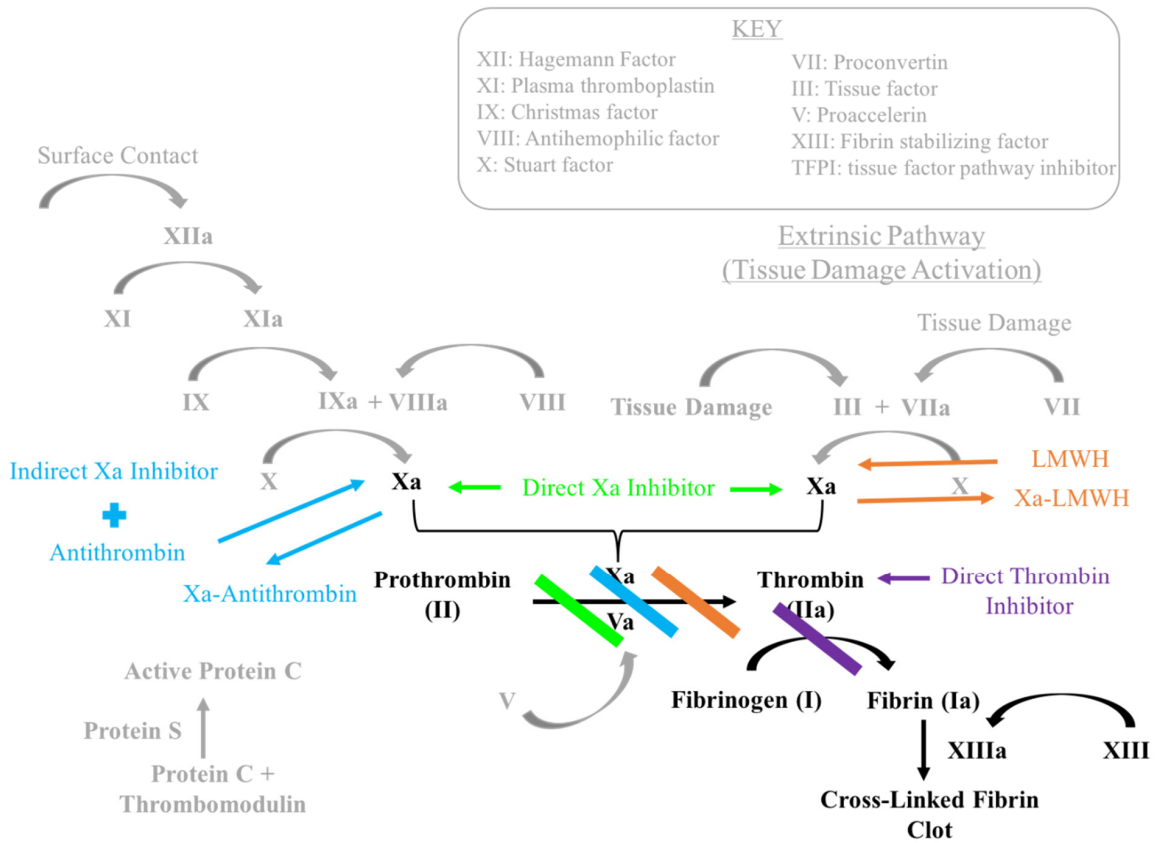 KEY
XII: Hagemann Factor
XI: Plasma thromboplastin
IX: Christmas factor
VIII: Antihemophilic factor
X: Stuart factor
VII: Proconvertin
III: Tissue factor
V: Proaccelerin
XIII: Fibrin stabilizing factor
TFPI: tissue factor pathway inhibitor
Surface Contact
XIIa
Extrinsic Pathway
(Tissue Damage Activation)
XI
XIa
Tissue Damage
IX
IXa + VIIIa
VIII
Tissue Damage
III + VIIa
VII
Indirect Xa Inhibitor
X
Xa
Direct Xa Inhibitor
Xa
X
LMWH
Xa-LMWH
Antithrombin
Xa-Antithrombin
Prothrombin
(II)
Xa
Va
Thrombin
(IIa)
Direct Thrombin
Inhibitor
Active Protein C
Protein S
Protein C +
Thrombomodulin
V
Fibrinogen (I)
Fibrin (Ia)
XIIIa
XIII
Cross-Linked Fibrin
Clot